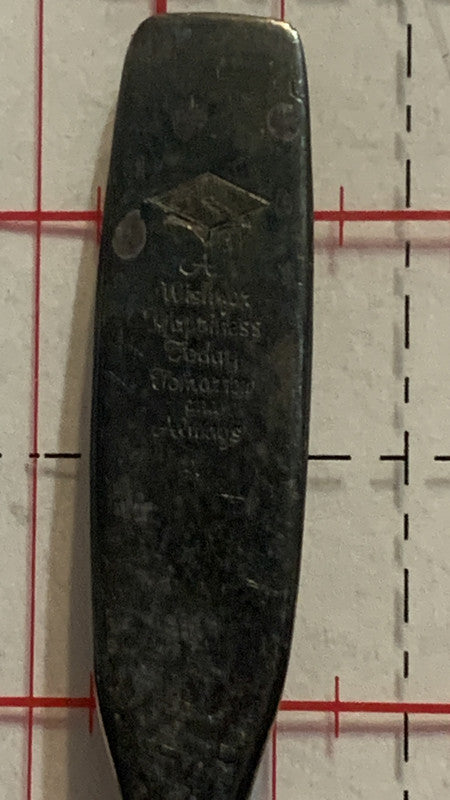 A
Wish for
Happiness
Today
Tomorrow
and
Always